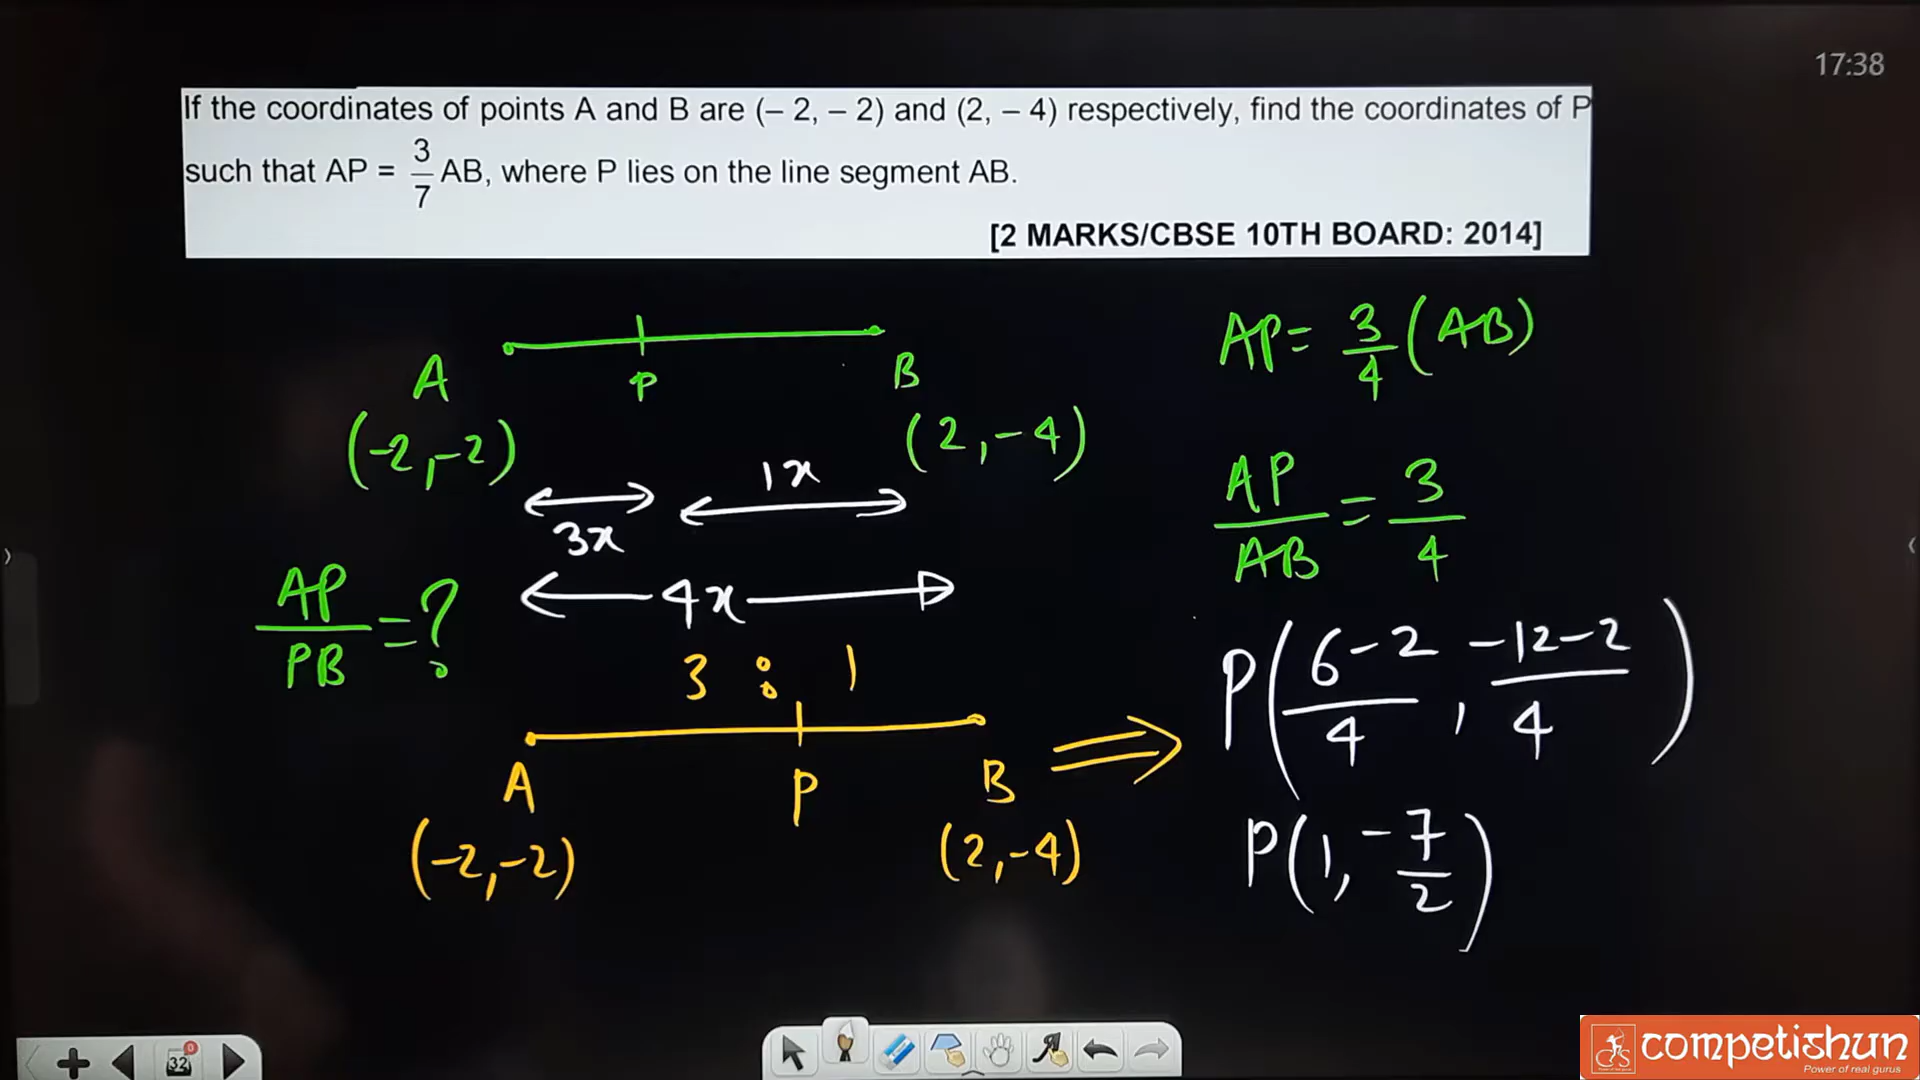 17:38
If the coordinates of points A and B are (– 2, – 2) and (2, – 4) respectively, find the coordinates of P
such that AP = 3/7 AB, where P lies on the line segment AB.
[2 MARKS/CBSE 10TH BOARD: 2014]
A P B
(-2,-2) (2,-4)
3x 1x
4x
AP/PB = ?
3 : 1
A P B
(-2,-2) (2,-4)
AP = 3/4 (AB)
AP/AB = 3/4
P(6-2/4, -12-2/4)
P(1, -7/2)
32
0
competishun
Power of real gurus